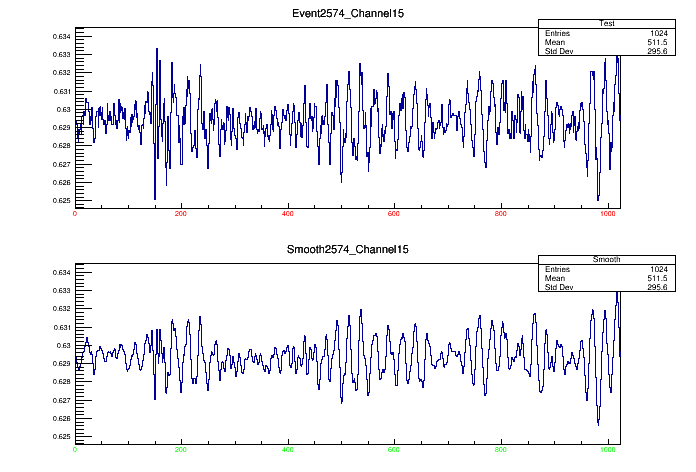 Event2574_Channel15
Test
Entries 1024
Mean 511.5
Std Dev 295.6
0.634
0.633
0.632
0.631
0.63
0.629
0.628
0.627
0.626
0.625
0 200 400 600 800 1000
Smooth2574_Channel15
Smooth
Entries 1024
Mean 511.5
Std Dev 295.6
0.634
0.633
0.632
0.631
0.63
0.629
0.628
0.627
0.626
0.625
0 200 400 600 800 1000